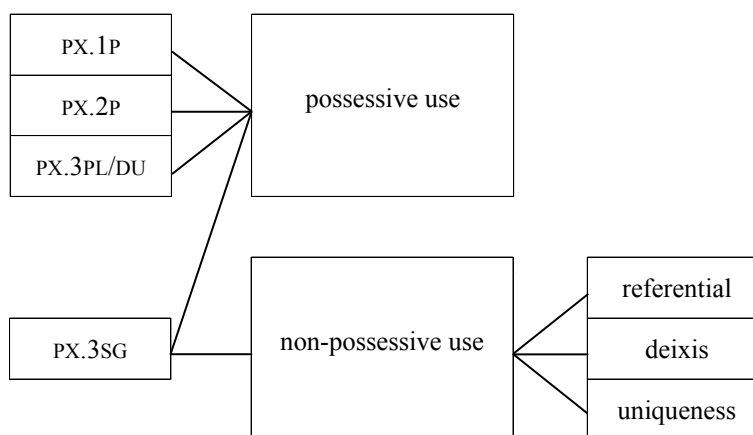 PX.1P
PX.2P
PX.3PL/DU
possessive use
PX.3SG
non-possessive use
referential
deixis
uniqueness